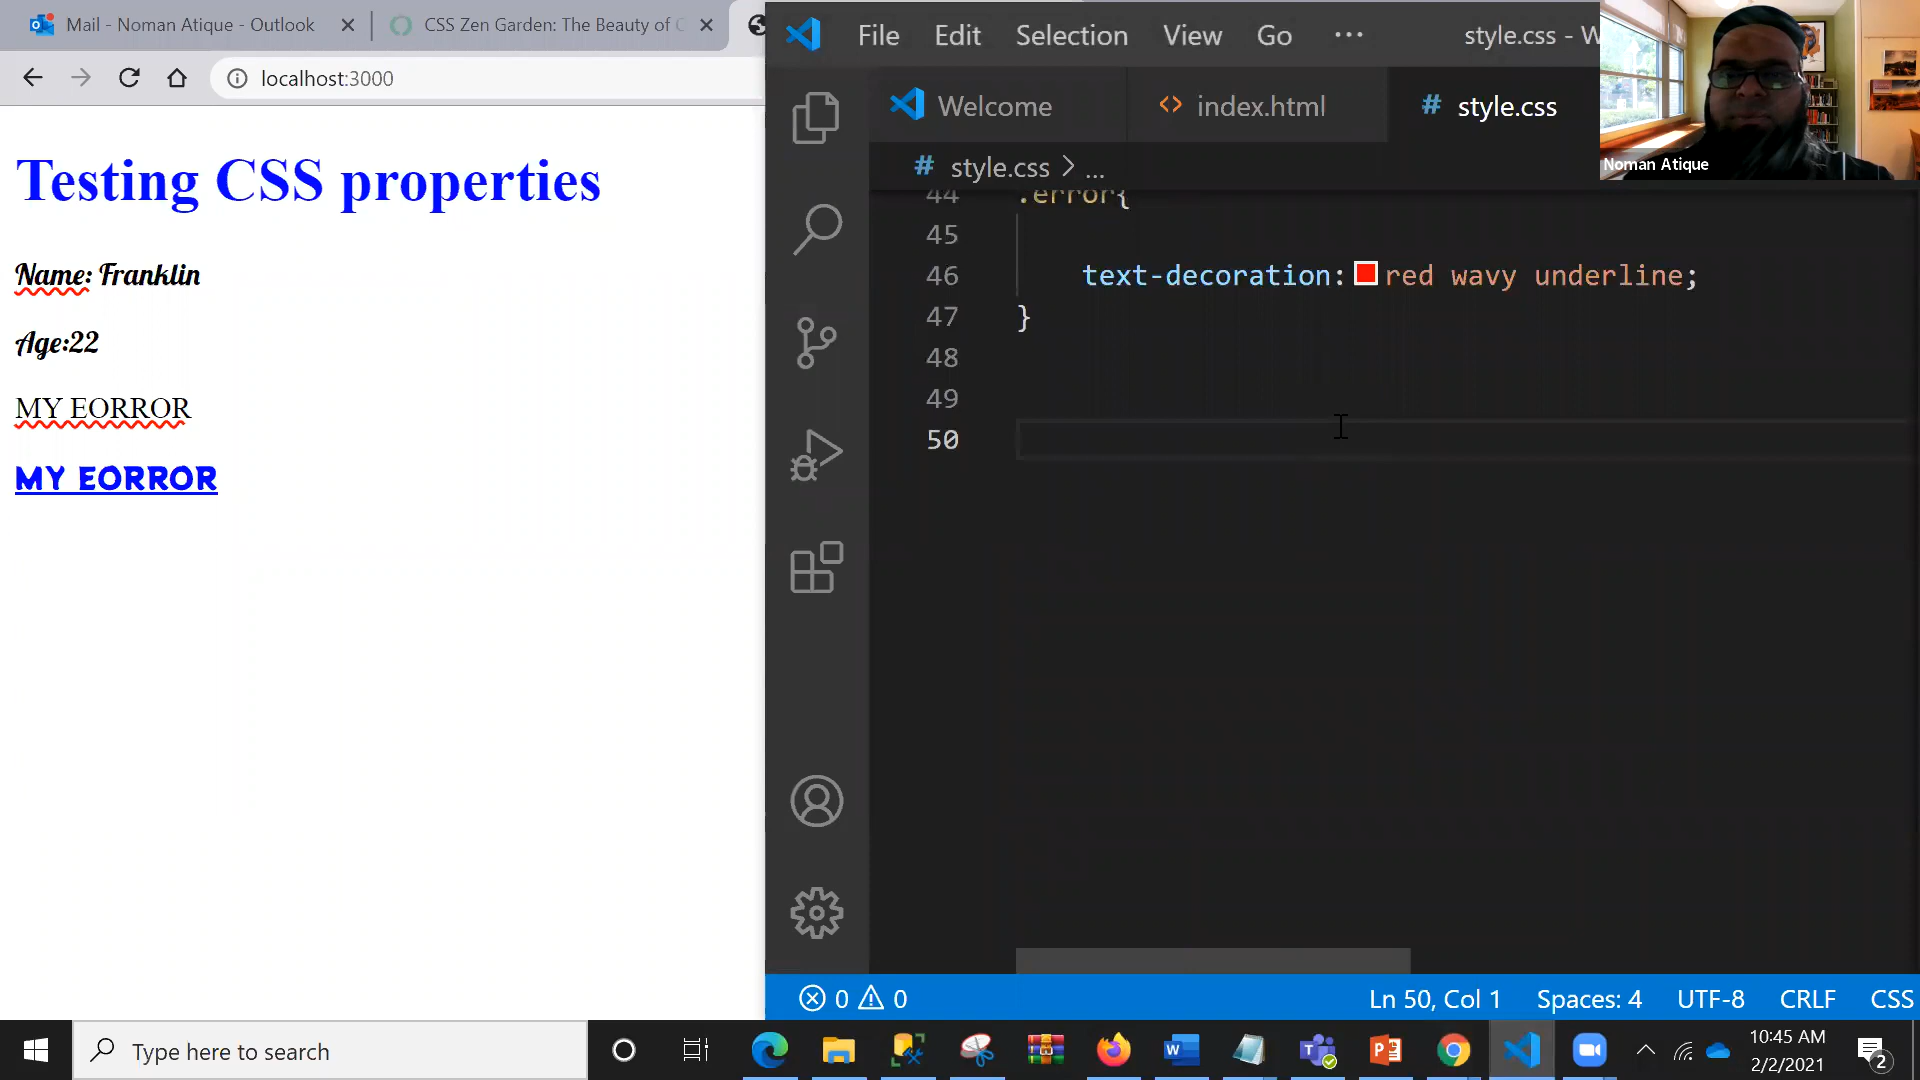 Mail - Noman Atique - Outlook
CSS Zen Garden: The Beauty of C
localhost:3000
Testing CSS properties
Name: Franklin
Age:22
MY EORROR
MY EORROR
File Edit Selection View Go ···
style.css - W
Welcome
index.html
# style.css
# style.css > ...
44 .error{
45
46 text-decoration: red wavy underline;
47 }
48
49
50
Noman Atique
0 0
Ln 50, Col 1 Spaces: 4 UTF-8 CRLF CSS
Type here to search
10:45 AM
2/2/2021
2